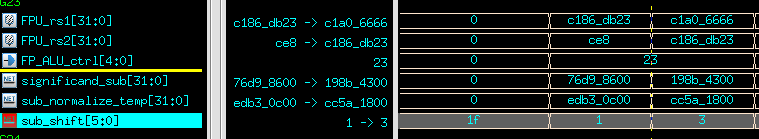 G23
FPU_rs1[31:0] c186_db23 -> c1a0_6666 0 c186_db23 c1a0_6666
FPU_rs2[31:0] ce8 -> c186_db23 0 ce8 c186_db23
FP_ALU_ctrl[4:0] 23 0 23
significand_sub[31:0] 76d9_8600 -> 198b_4300 0 76d9_8600 198b_4300
sub_normalize_temp[31:0] edb3_0c00 -> cc5a_1800 0 edb3_0c00 cc5a_1800
sub_shift[5:0] 1 -> 3 1f 1 3
G24